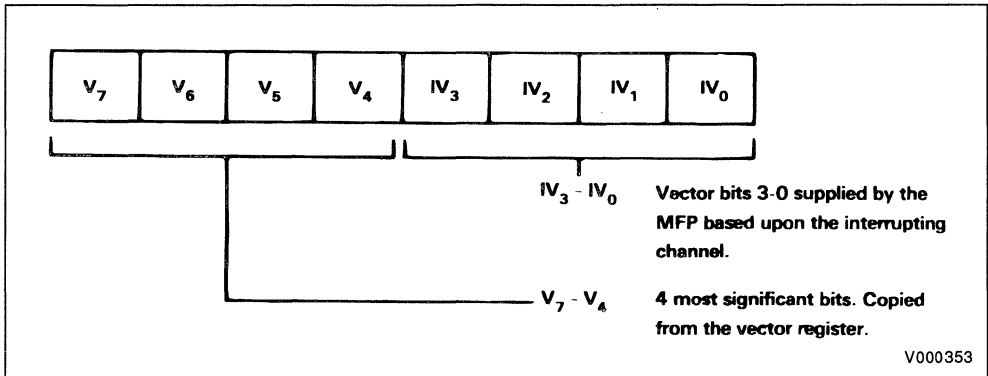 V7 V6 V5 V4 IV3 IV2 IV1 IV0
IV3 - IV0 Vector bits 3-0 supplied by the
MFP based upon the interrupting
channel.
V7 - V4 4 most significant bits. Copied
from the vector register.
V000353